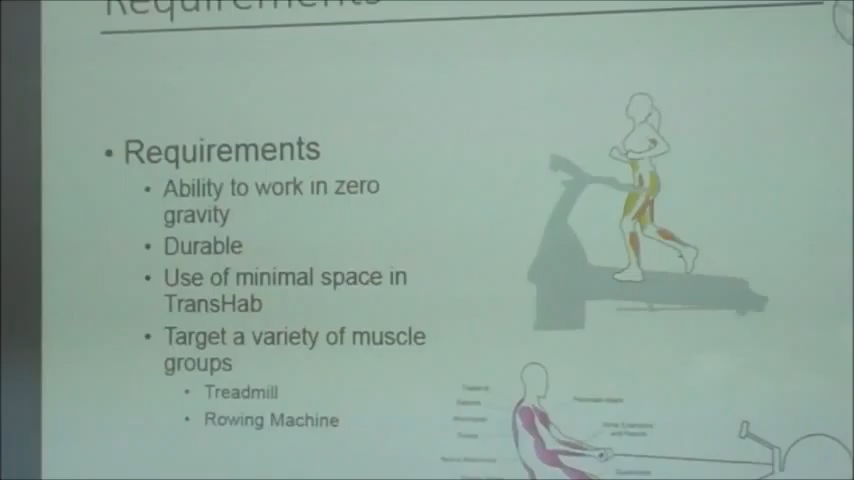 Requirements
• Requirements
• Ability to work in zero
gravity
• Durable
• Use of minimal space in
TransHab
• Target a variety of muscle
groups
• Treadmill
• Rowing Machine